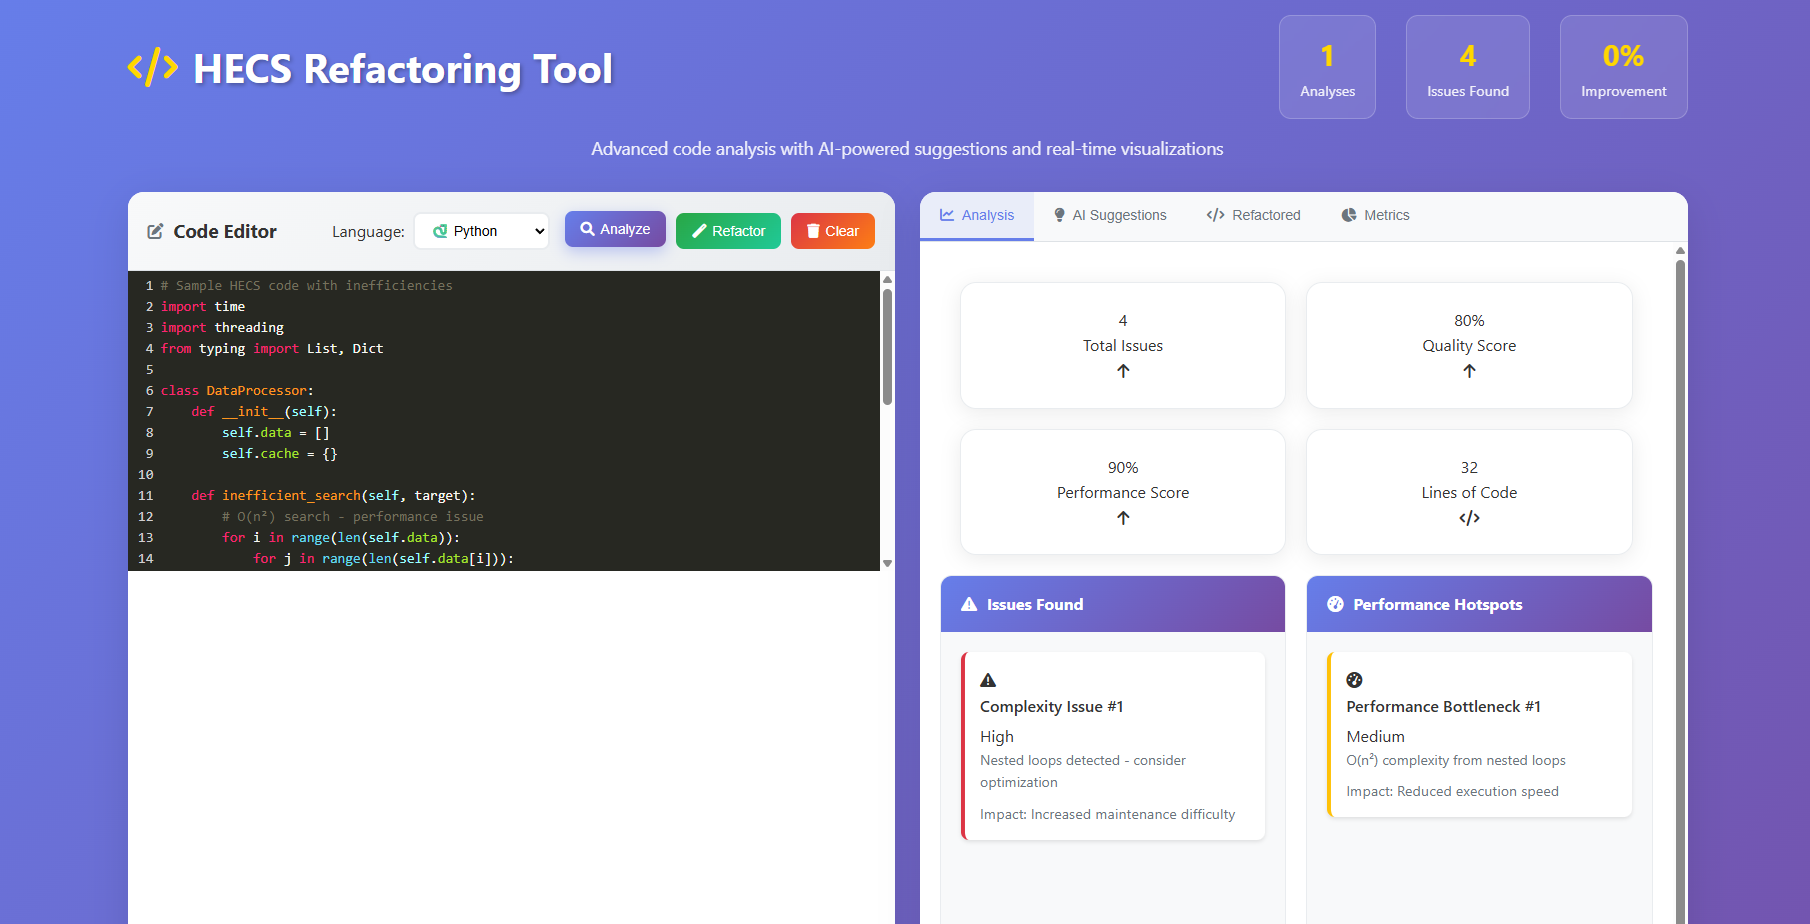 HECS Refactoring Tool
1
Analyses
4
Issues Found
0%
Improvement
Advanced code analysis with AI-powered suggestions and real-time visualizations
Code Editor
Language:
Python
Analyze
Refactor
Clear
1 # Sample HECS code with inefficiencies
2 import time
3 import threading
4 from typing import List, Dict
5
6 class DataProcessor:
7     def __init__(self):
8         self.data = []
9         self.cache = {}
10
11     def inefficient_search(self, target):
12         # O(n²) search - performance issue
13         for i in range(len(self.data)):
14             for j in range(len(self.data[i])):
Analysis
AI Suggestions
Refactored
Metrics
4
Total Issues
80%
Quality Score
90%
Performance Score
32
Lines of Code
Issues Found
Complexity Issue #1
High
Nested loops detected - consider
optimization
Impact: Increased maintenance difficulty
Performance Hotspots
Performance Bottleneck #1
Medium
O(n²) complexity from nested loops
Impact: Reduced execution speed